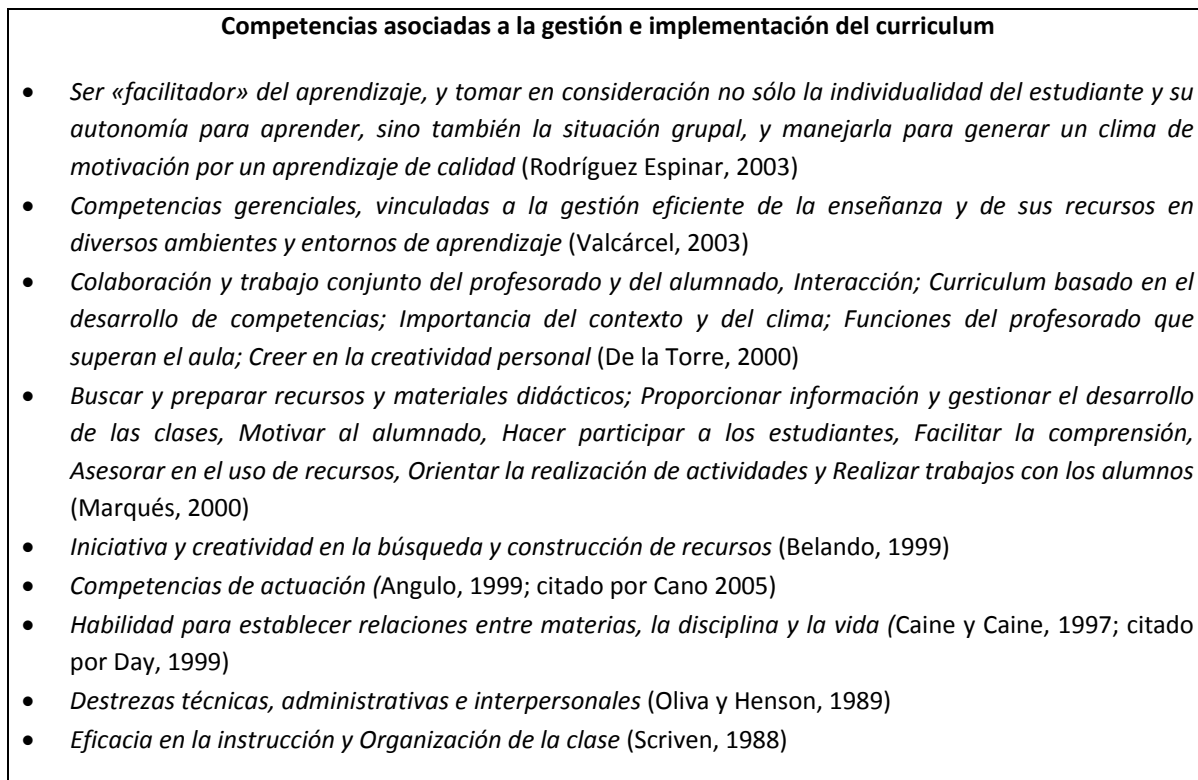 Competencias asociadas a la gestión e implementación del curriculum
• Ser «facilitador» del aprendizaje, y tomar en consideración no sólo la individualidad del estudiante y su
autonomía para aprender, sino también la situación grupal, y manejarla para generar un clima de
motivación por un aprendizaje de calidad (Rodríguez Espinar, 2003)
• Competencias gerenciales, vinculadas a la gestión eficiente de la enseñanza y de sus recursos en
diversos ambientes y entornos de aprendizaje (Valcárcel, 2003)
• Colaboración y trabajo conjunto del profesorado y del alumnado, Interacción; Curriculum basado en el
desarrollo de competencias; Importancia del contexto y del clima; Funciones del profesorado que
superan el aula; Creer en la creatividad personal (De la Torre, 2000)
• Buscar y preparar recursos y materiales didácticos; Proporcionar información y gestionar el desarrollo
de las clases, Motivar al alumnado, Hacer participar a los estudiantes, Facilitar la comprensión,
Asesorar en el uso de recursos, Orientar la realización de actividades y Realizar trabajos con los alumnos
(Marqués, 2000)
• Iniciativa y creatividad en la búsqueda y construcción de recursos (Belando, 1999)
• Competencias de actuación (Angulo, 1999; citado por Cano 2005)
• Habilidad para establecer relaciones entre materias, la disciplina y la vida (Caine y Caine, 1997; citado
por Day, 1999)
• Destrezas técnicas, administrativas e interpersonales (Oliva y Henson, 1989)
• Eficacia en la instrucción y Organización de la clase (Scriven, 1988)